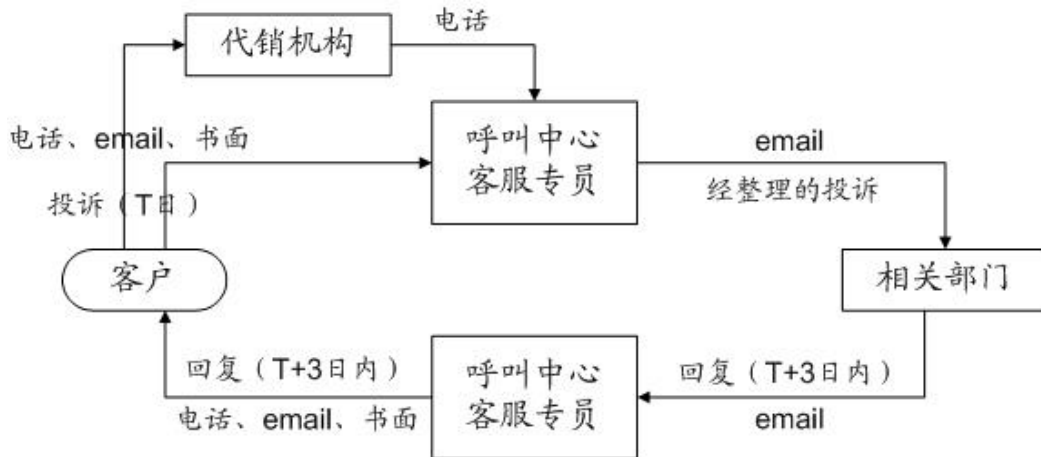 代销机构
电话
电话、email、书面
投诉（T日）
呼叫中心
客服专员
email
经整理的投诉
客户
相关部门
回复（T+3日内）
电话、email、书面
呼叫中心
客服专员
回复（T+3日内）
email